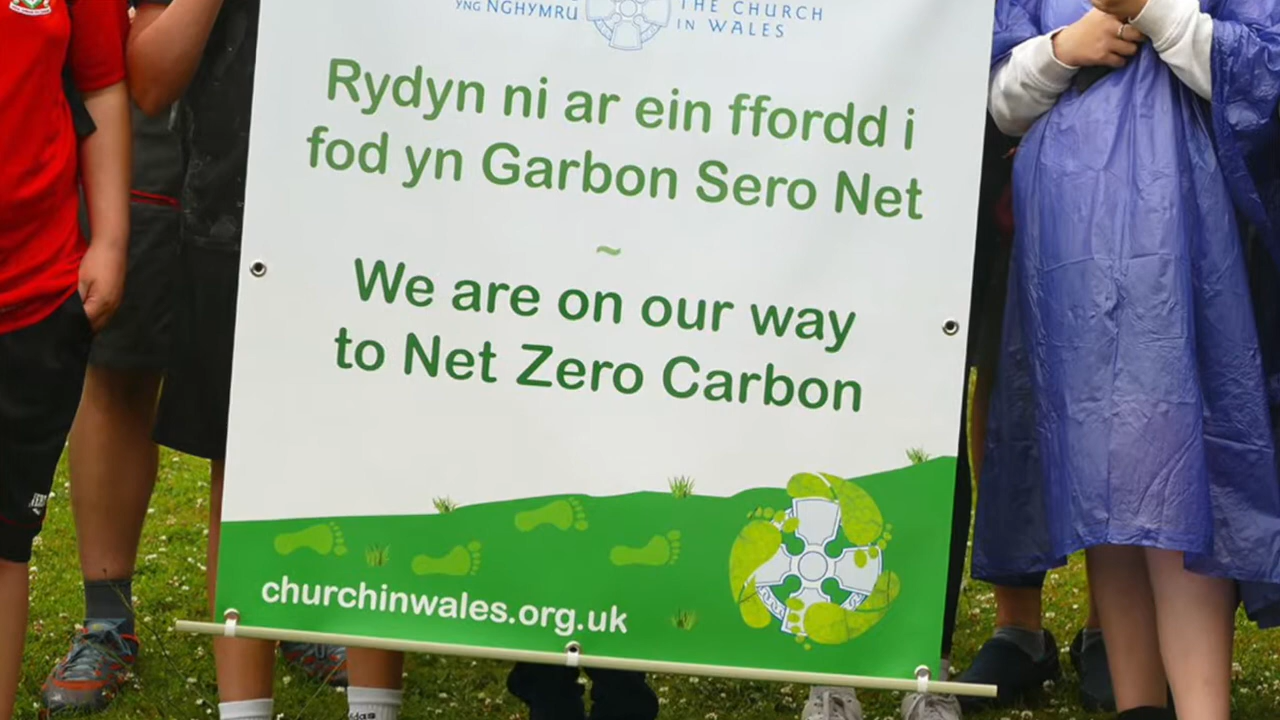 YNG NGHYMRU
THE CHURCH
IN WALES
Rydyn ni ar ein ffordd i
fod yn Garbon Sero Net
~
We are on our way
to Net Zero Carbon
churchinwales.org.uk